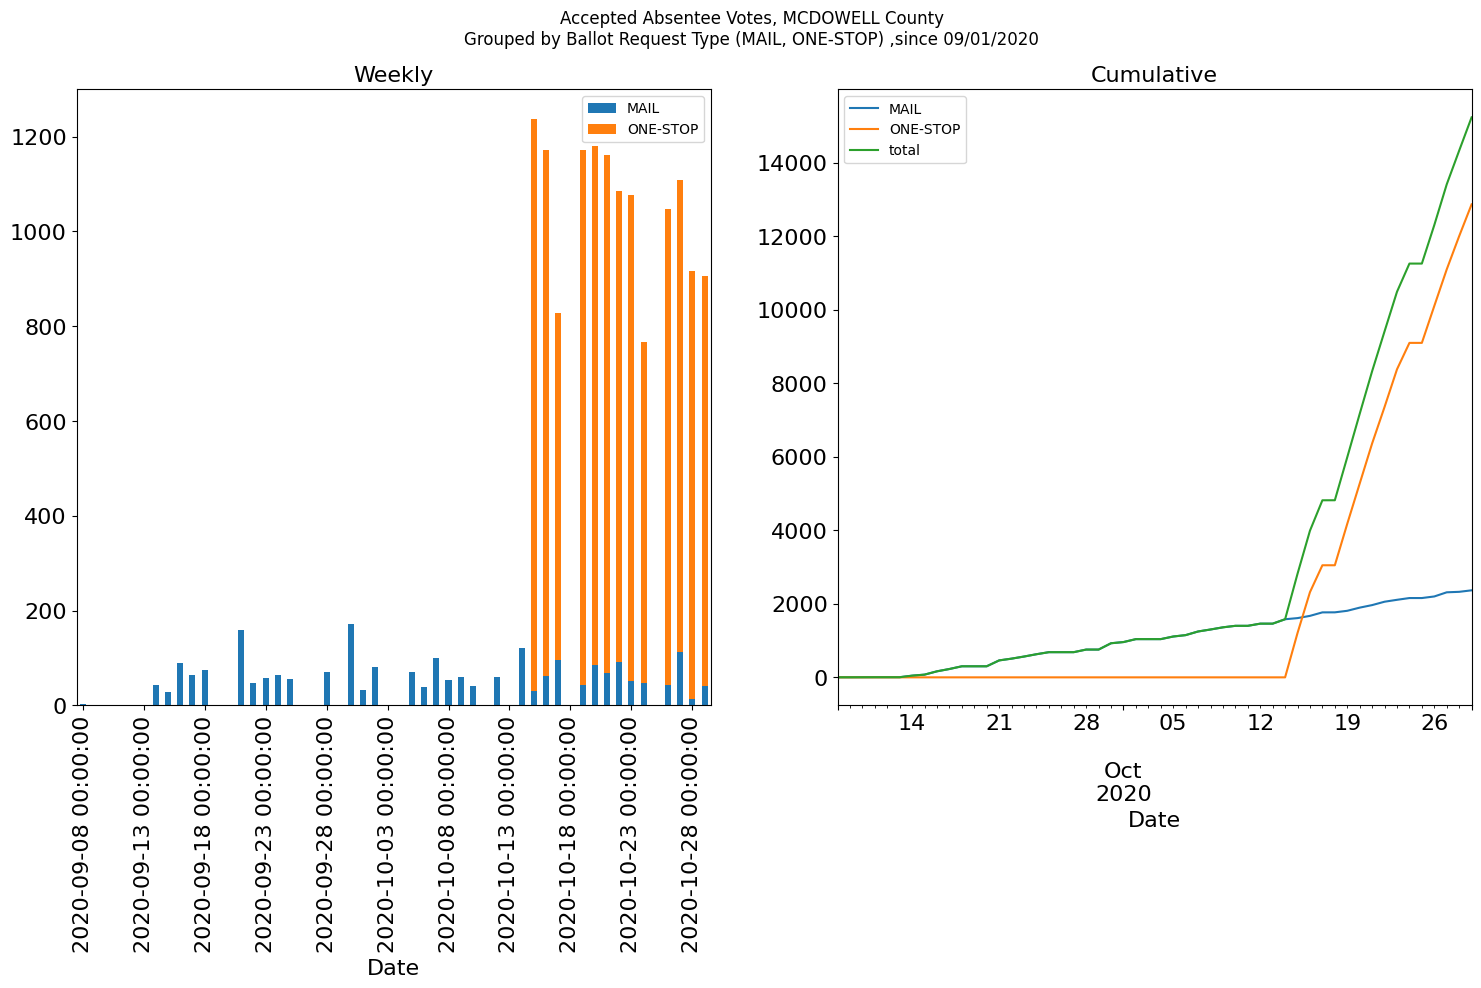 Accepted Absentee Votes, MCDOWELL County
Grouped by Ballot Request Type (MAIL, ONE-STOP) ,since 09/01/2020
Weekly
MAIL
ONE-STOP
1200
1000
800
600
400
200
0
2020-09-08 00:00:00
2020-09-13 00:00:00
2020-09-18 00:00:00
2020-09-23 00:00:00
2020-09-28 00:00:00
2020-10-03 00:00:00
2020-10-08 00:00:00
2020-10-13 00:00:00
2020-10-18 00:00:00
2020-10-23 00:00:00
2020-10-28 00:00:00
Date
Cumulative
MAIL
ONE-STOP
total
14000
12000
10000
8000
6000
4000
2000
0
14 21 28 05 12 19 26
Oct
2020
Date